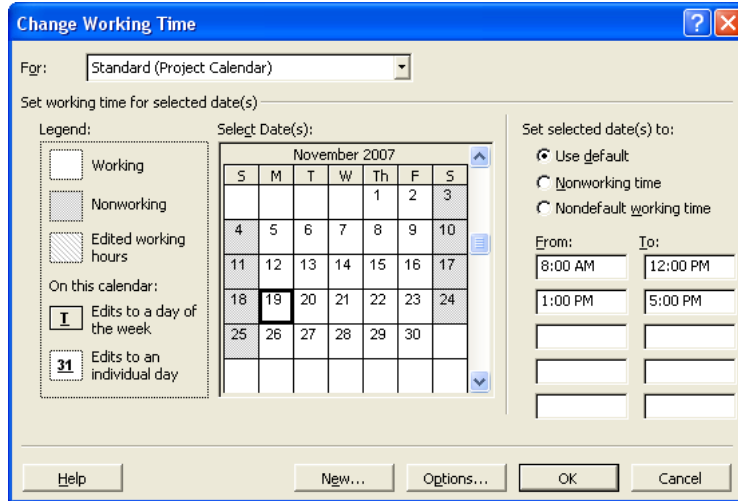 Change Working Time
For: Standard (Project Calendar)
Set working time for selected date(s)
Legend:
Working
Nonworking
Edited working
hours
On this calendar:
T Edits to a day of
the week
31 Edits to an
individual day
Select Date(s):
November 2007
S M T W Th F S
1 2 3
4 5 6 7 8 9 10
11 12 13 14 15 16 17
18 19 20 21 22 23 24
25 26 27 28 29 30
Set selected date(s) to:
Use default
Nonworking time
Nondefault working time
From: To:
8:00 AM 12:00 PM
1:00 PM 5:00 PM
Help New... Options... OK Cancel